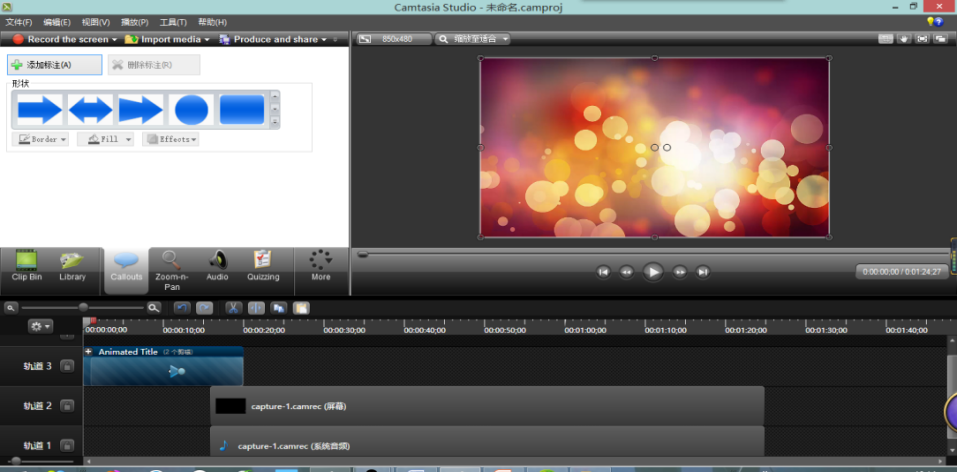 Camtasia Studio - 未命名.camproj
文件(F) 编辑(E) 视图(V) 播放(P) 工具(T) 帮助(H)
Record the screen Import media Produce and share
850x480 缩放至适合
添加标注(A) 删除标注(R)
形状
Border Fill Effects
Clip Bin Library Callouts Zoom-n-Pan Audio Quizzing More
0:00:00;00 / 0:01:24;27
00:00:00;00 00:00:10;00 00:00:20;00 00:00:30;00 00:00:40;00 00:00:50;00 00:01:00;00 00:01:10;00 00:01:20;00 00:01:30;00 00:01:40;00
轨道 3 Animated Title (2 个剪辑)
轨道 2 capture-1.camrec (屏幕)
轨道 1 capture-1.camrec (系统音频)